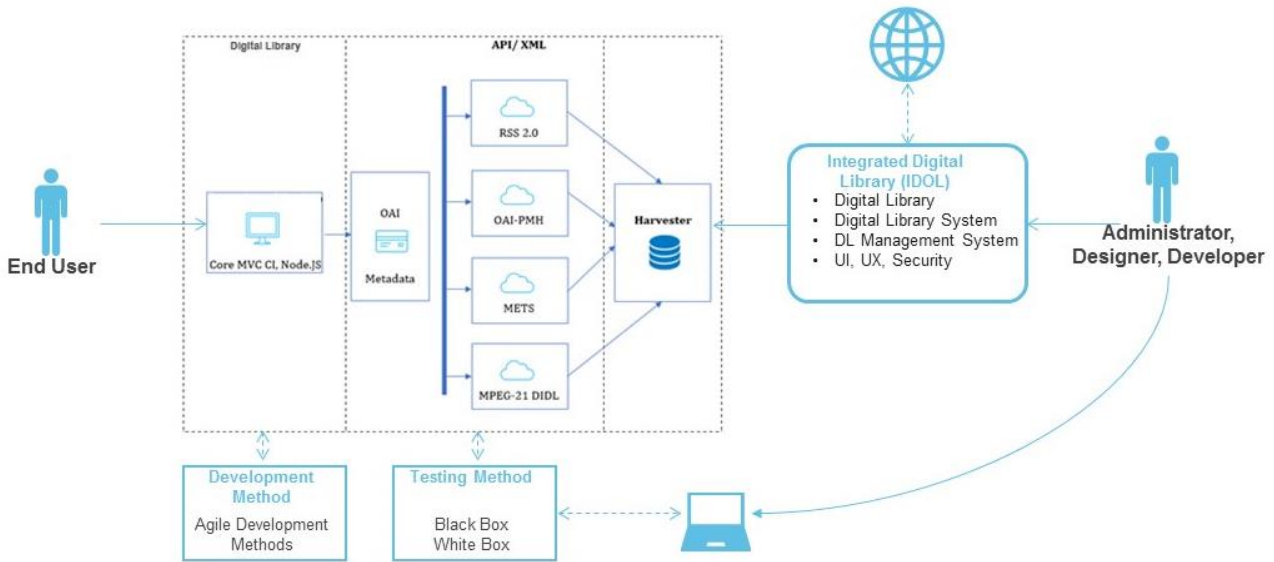 Digital Library
API/ XML
RSS 2.0
OAI-PMH
METS
MPEG-21 DIDL
Core MVC CI, Node.JS
OAI
Metadata
Harvester
End User
Integrated Digital
Library (IDOL)
• Digital Library
• Digital Library System
• DL Management System
• UI, UX, Security
Administrator,
Designer, Developer
Development
Method
Agile Development
Methods
Testing Method
Black Box
White Box